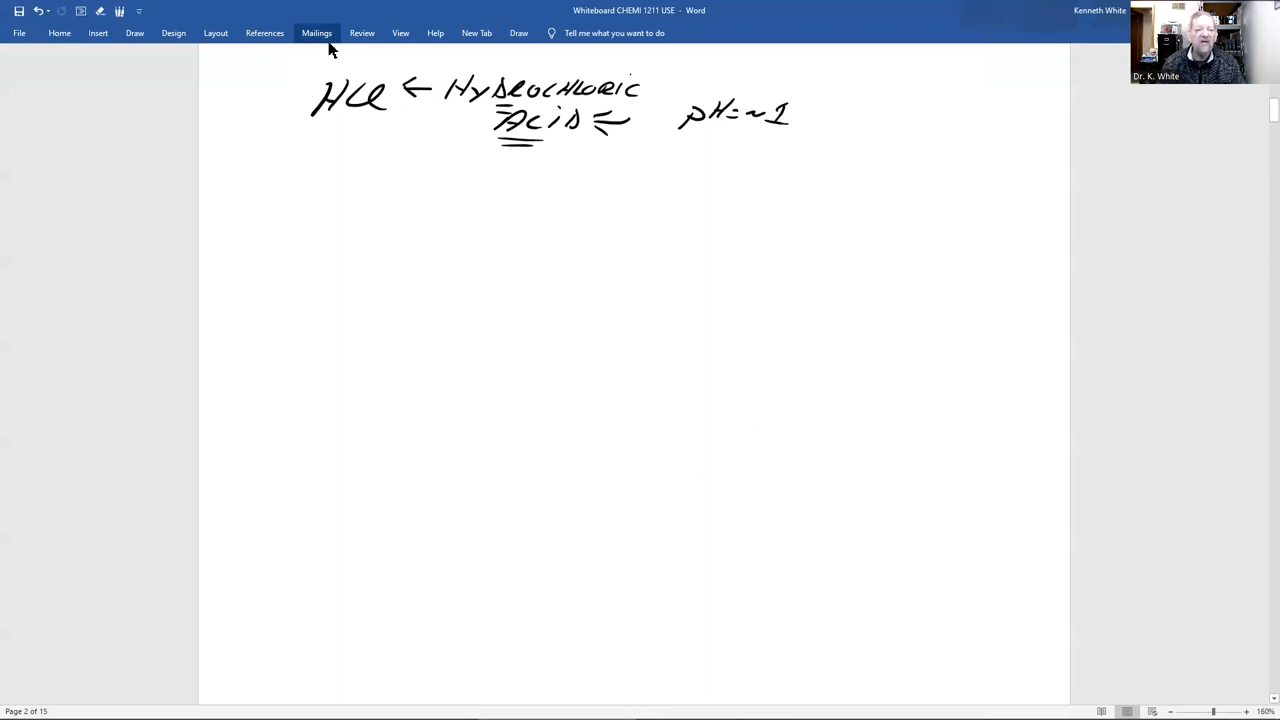 Whiteboard CHEMI 1211 USE - Word
Kenneth White
File Home Insert Draw Design Layout References Mailings Review View Help New Tab Draw Tell me what you want to do
Dr. K. White
HCl ← HYDROCHLORIC
ACID ⇐ pH = ~1
Page 2 of 15
160%